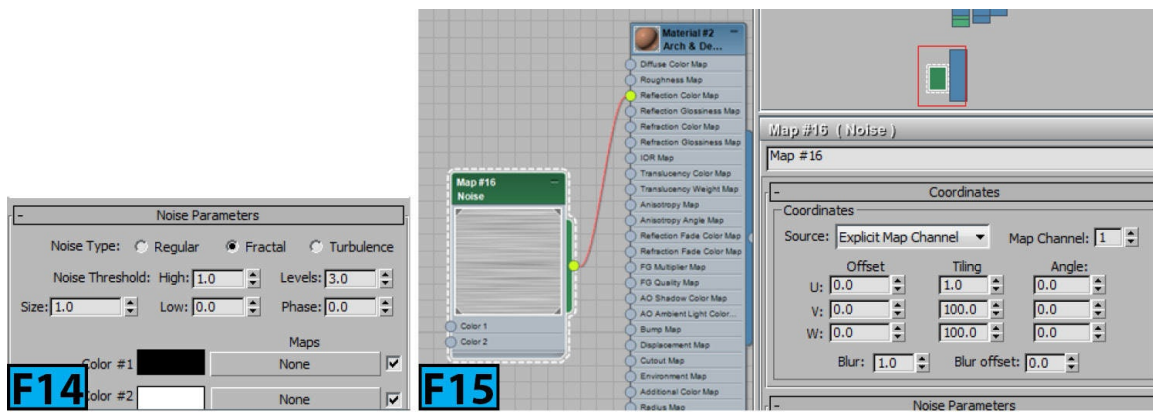 Noise Parameters
Noise Type: Regular Fractal Turbulence
Noise Threshold: High: 1.0 Levels: 3.0
Size: 1.0 Low: 0.0 Phase: 0.0
Maps
Color #1 None
Color #2 None
F14
Material #2
Arch & De...
Diffuse Color Map
Roughness Map
Reflection Color Map
Reflection Glossiness Map
Refraction Color Map
Refraction Glossiness Map
IOR Map
Translucency Color Map
Translucency Weight Map
Anisotropy Map
Anisotropy Angle Map
Reflection Fade Color Map
Refraction Fade Color Map
FG Multiplier Map
FG Quality Map
AO Shadow Color Map
AO Ambient Light Color...
Bump Map
Displacement Map
Cutout Map
Environment Map
Additional Color Map
Radius Map
Map #16
Noise
Color 1
Color 2
F15
Map #16 ( Noise )
Map #16
Coordinates
Coordinates
Source: Explicit Map Channel Map Channel: 1
Offset Tiling Angle:
U: 0.0 1.0 0.0
V: 0.0 100.0 0.0
W: 0.0 100.0 0.0
Blur: 1.0 Blur offset: 0.0
Noise Parameters